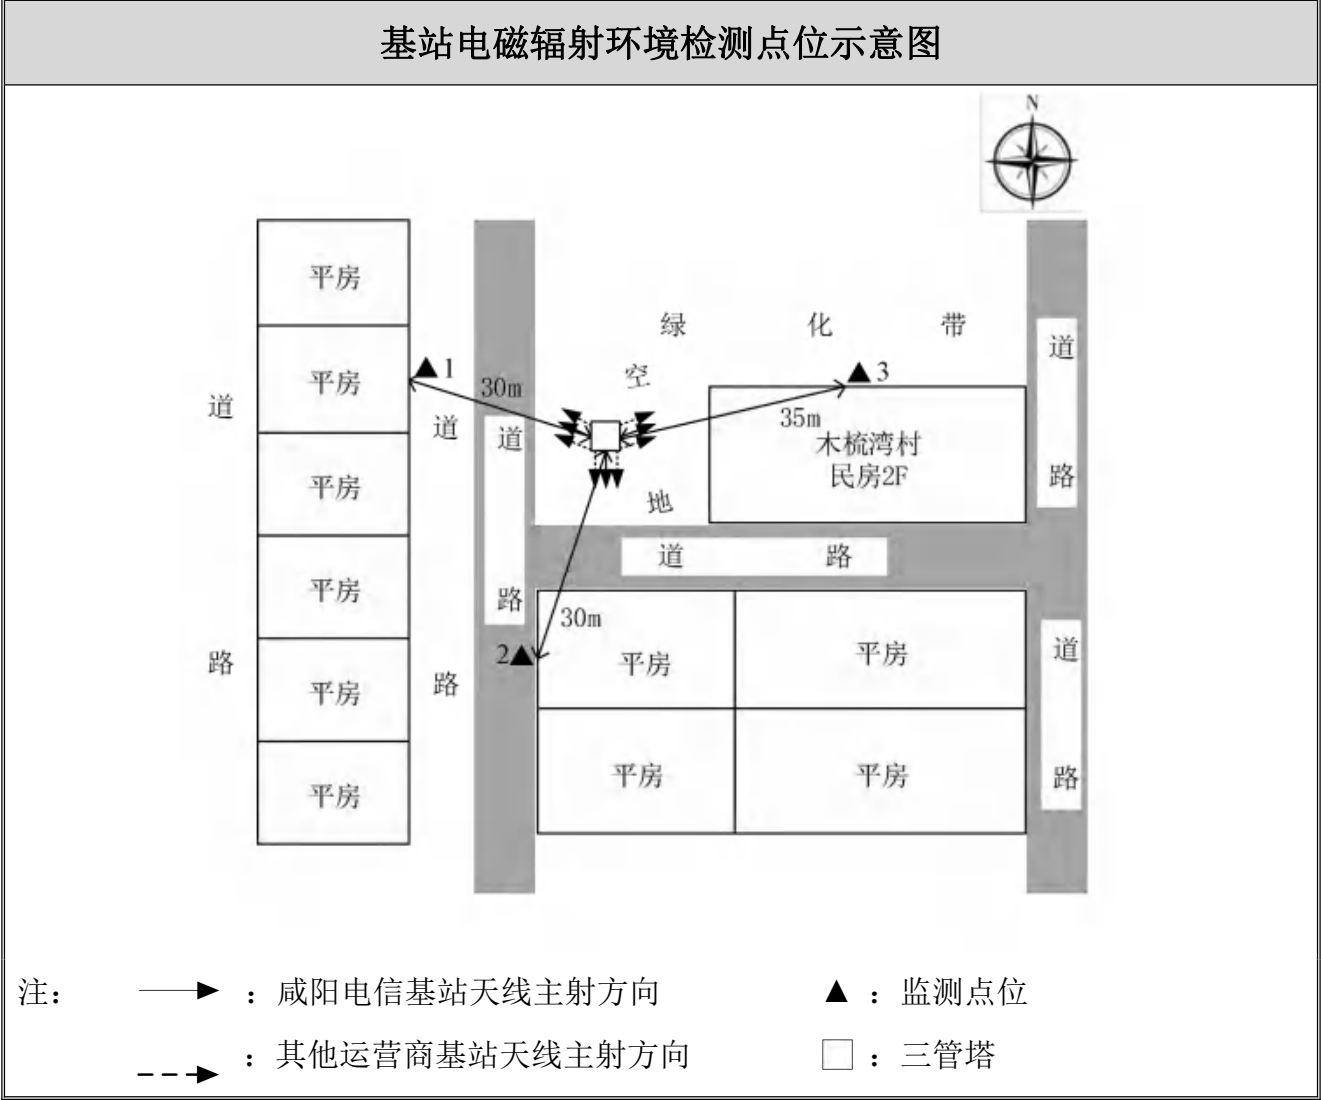 基站电磁辐射环境检测点位示意图
N
平房
绿化带
道路
1
30m
空地
3
平房
道路
道路
道路
35m
木梳湾村
民房2F
平房
道路
平房
30m
2
平房
平房
道路
平房
平房
平房
平房
注：
：咸阳电信基站天线主射方向
▲：监测点位
：其他运营商基站天线主射方向
□：三管塔